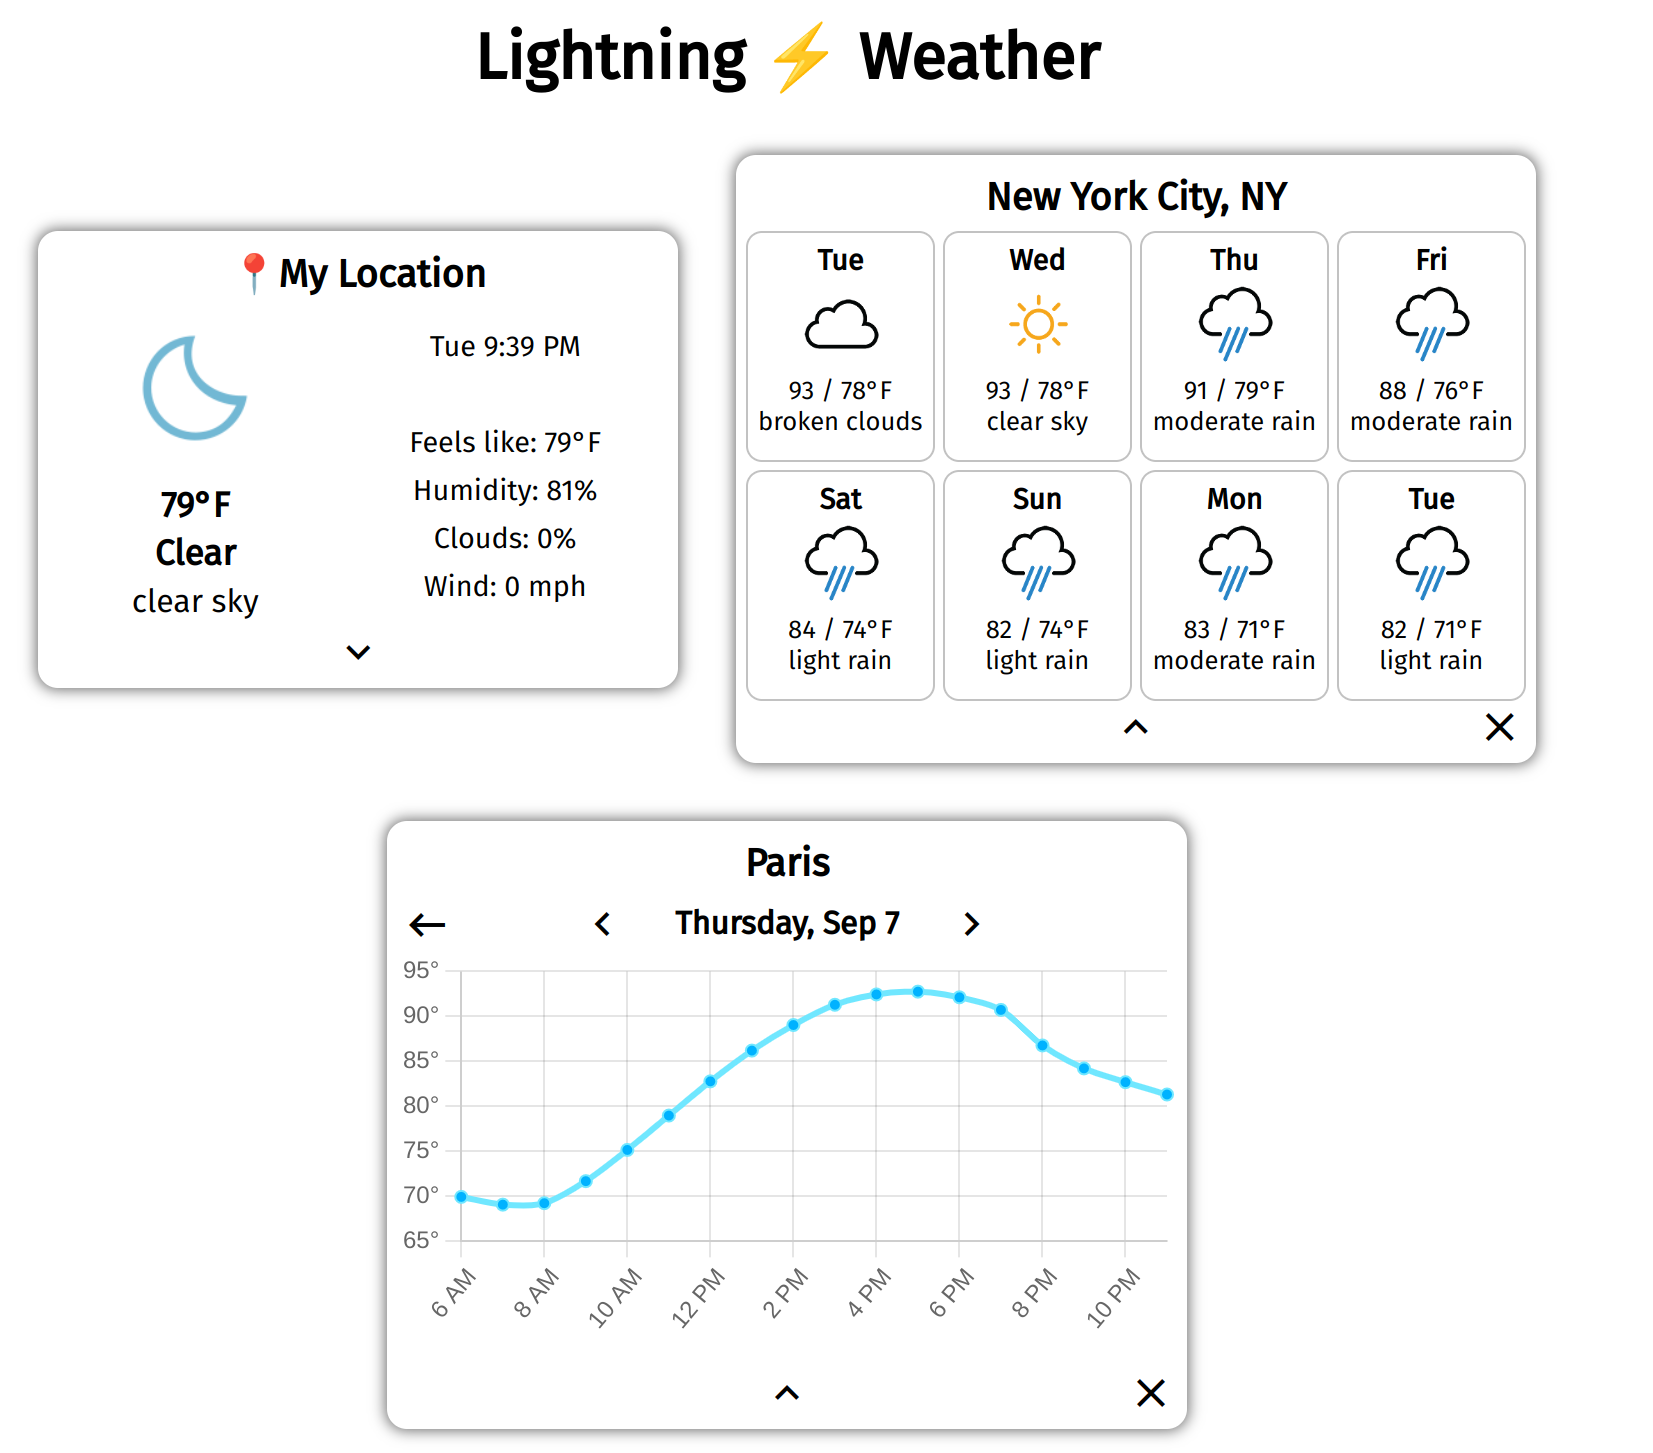 Lightning ⚡ Weather
📍My Location
Tue 9:39 PM
79°F
Clear
clear sky
Feels like: 79°F
Humidity: 81%
Clouds: 0%
Wind: 0 mph
New York City, NY
Tue
93 / 78°F
broken clouds
Wed
93 / 78°F
clear sky
Thu
91 / 79°F
moderate rain
Fri
88 / 76°F
moderate rain
Sat
84 / 74°F
light rain
Sun
82 / 74°F
light rain
Mon
83 / 71°F
moderate rain
Tue
82 / 71°F
light rain
Paris
Thursday, Sep 7
95°
90°
85°
80°
75°
70°
65°
6 AM
8 AM
10 AM
12 PM
2 PM
4 PM
6 PM
8 PM
10 PM